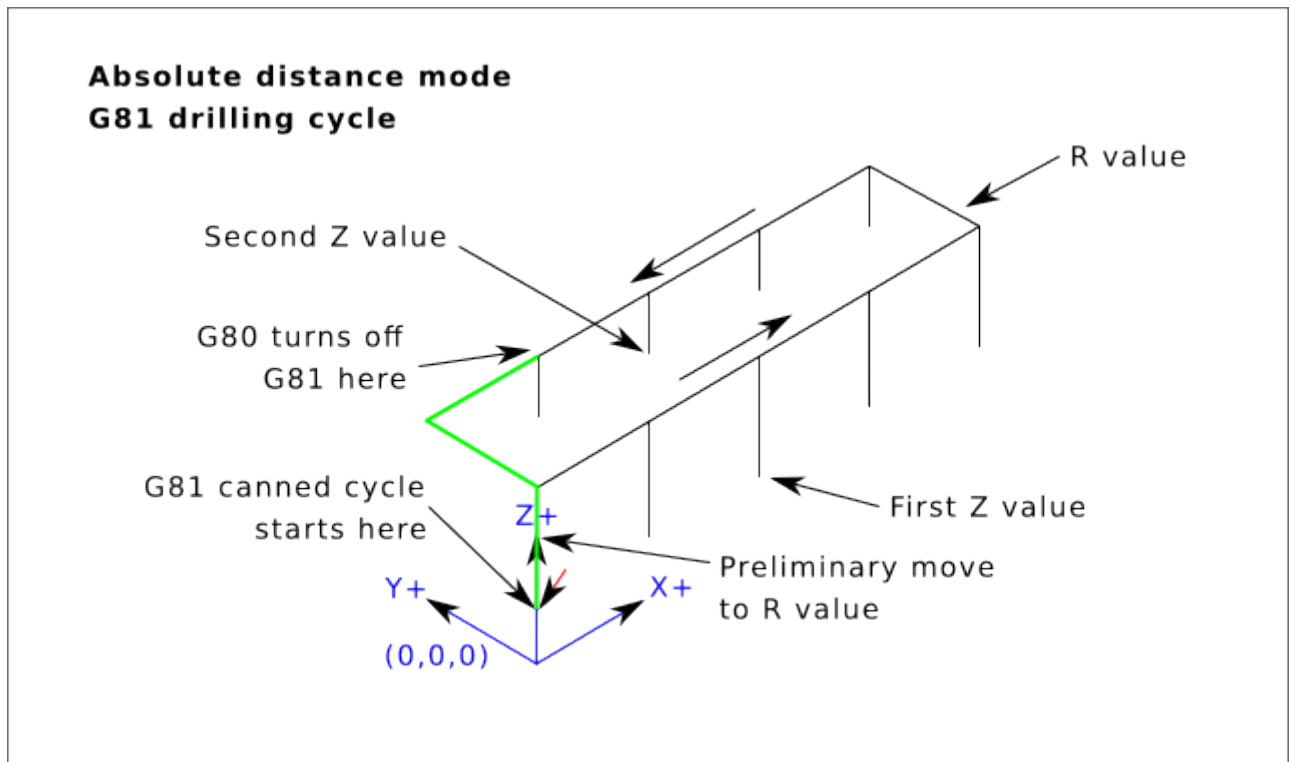 Absolute distance mode
G81 drilling cycle
R value
Second Z value
G80 turns off
G81 here
G81 canned cycle
starts here
Z+
First Z value
Preliminary move
to R value
Y+
X+
(0,0,0)